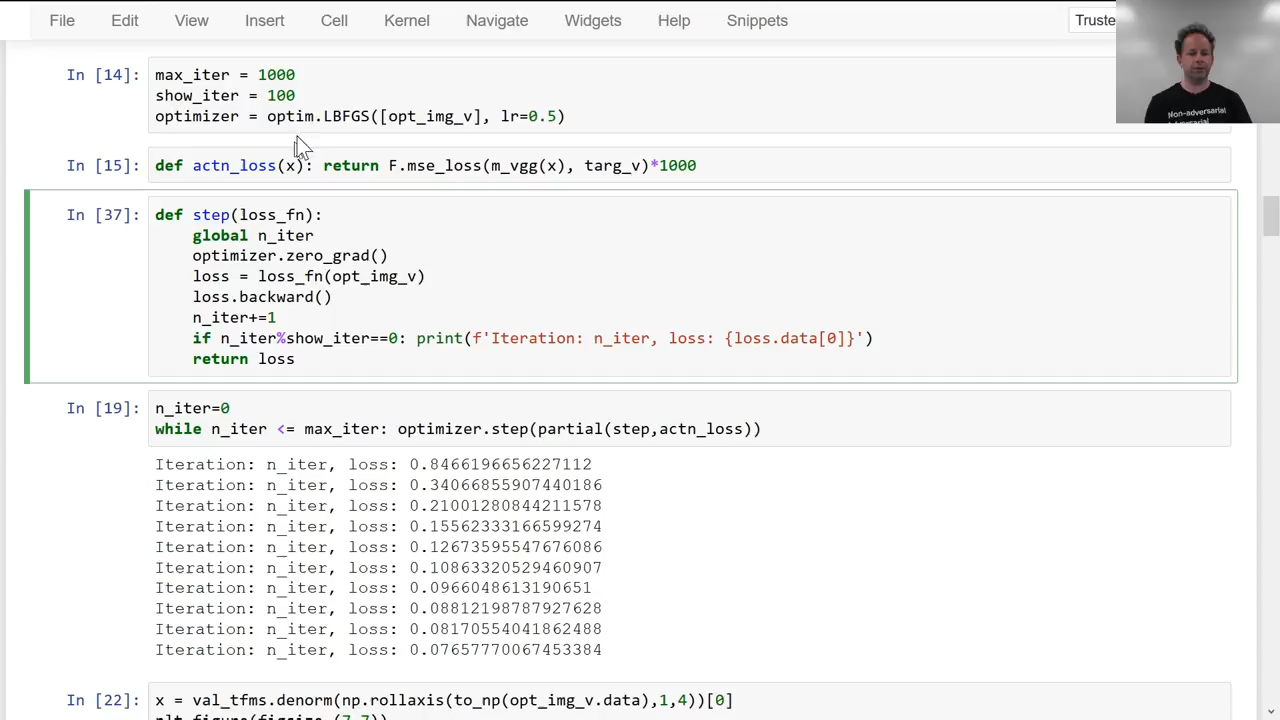 File Edit View Insert Cell Kernel Navigate Widgets Help Snippets Truste
In [14]: max_iter = 1000
show_iter = 100
optimizer = optim.LBFGS([opt_img_v], lr=0.5)
In [15]: def actn_loss(x): return F.mse_loss(m_vgg(x), targ_v)*1000
In [37]: def step(loss_fn):
global n_iter
optimizer.zero_grad()
loss = loss_fn(opt_img_v)
loss.backward()
n_iter+=1
if n_iter%show_iter==0: print(f'Iteration: n_iter, loss: {loss.data[0]}')
return loss
In [19]: n_iter=0
while n_iter <= max_iter: optimizer.step(partial(step,actn_loss))
Iteration: n_iter, loss: 0.8466196656227112
Iteration: n_iter, loss: 0.34066855907440186
Iteration: n_iter, loss: 0.21001280844211578
Iteration: n_iter, loss: 0.15562333166599274
Iteration: n_iter, loss: 0.12673595547676086
Iteration: n_iter, loss: 0.10863320529460907
Iteration: n_iter, loss: 0.0966048613190651
Iteration: n_iter, loss: 0.08812198787927628
Iteration: n_iter, loss: 0.08170554041862488
Iteration: n_iter, loss: 0.07657770067453384
In [22]: x = val_tfms.denorm(np.rollaxis(to_np(opt_img_v.data),1,4))[0]
plt.figure(figsize=(7,7))
Non-adversarial